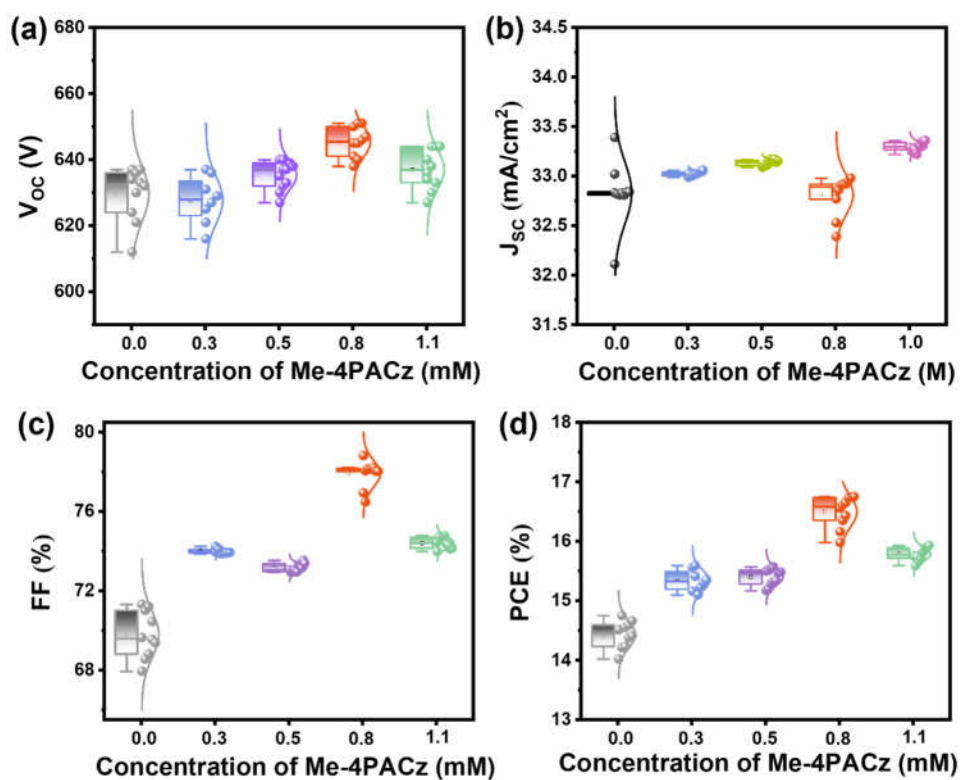 (a)
V_OC (V)
680
660
640
620
600
0.0 0.3 0.5 0.8 1.1
Concentration of Me-4PACz (mM)
(b)
J_SC (mA/cm²)
34.5
34.0
33.5
33.0
32.5
32.0
31.5
0.0 0.3 0.5 0.8 1.0
Concentration of Me-4PACz (M)
(c)
FF (%)
80
76
72
68
0.0 0.3 0.5 0.8 1.1
Concentration of Me-4PACz (mM)
(d)
PCE (%)
18
17
16
15
14
13
0.0 0.3 0.5 0.8 1.1
Concentration of Me-4PACz (mM)